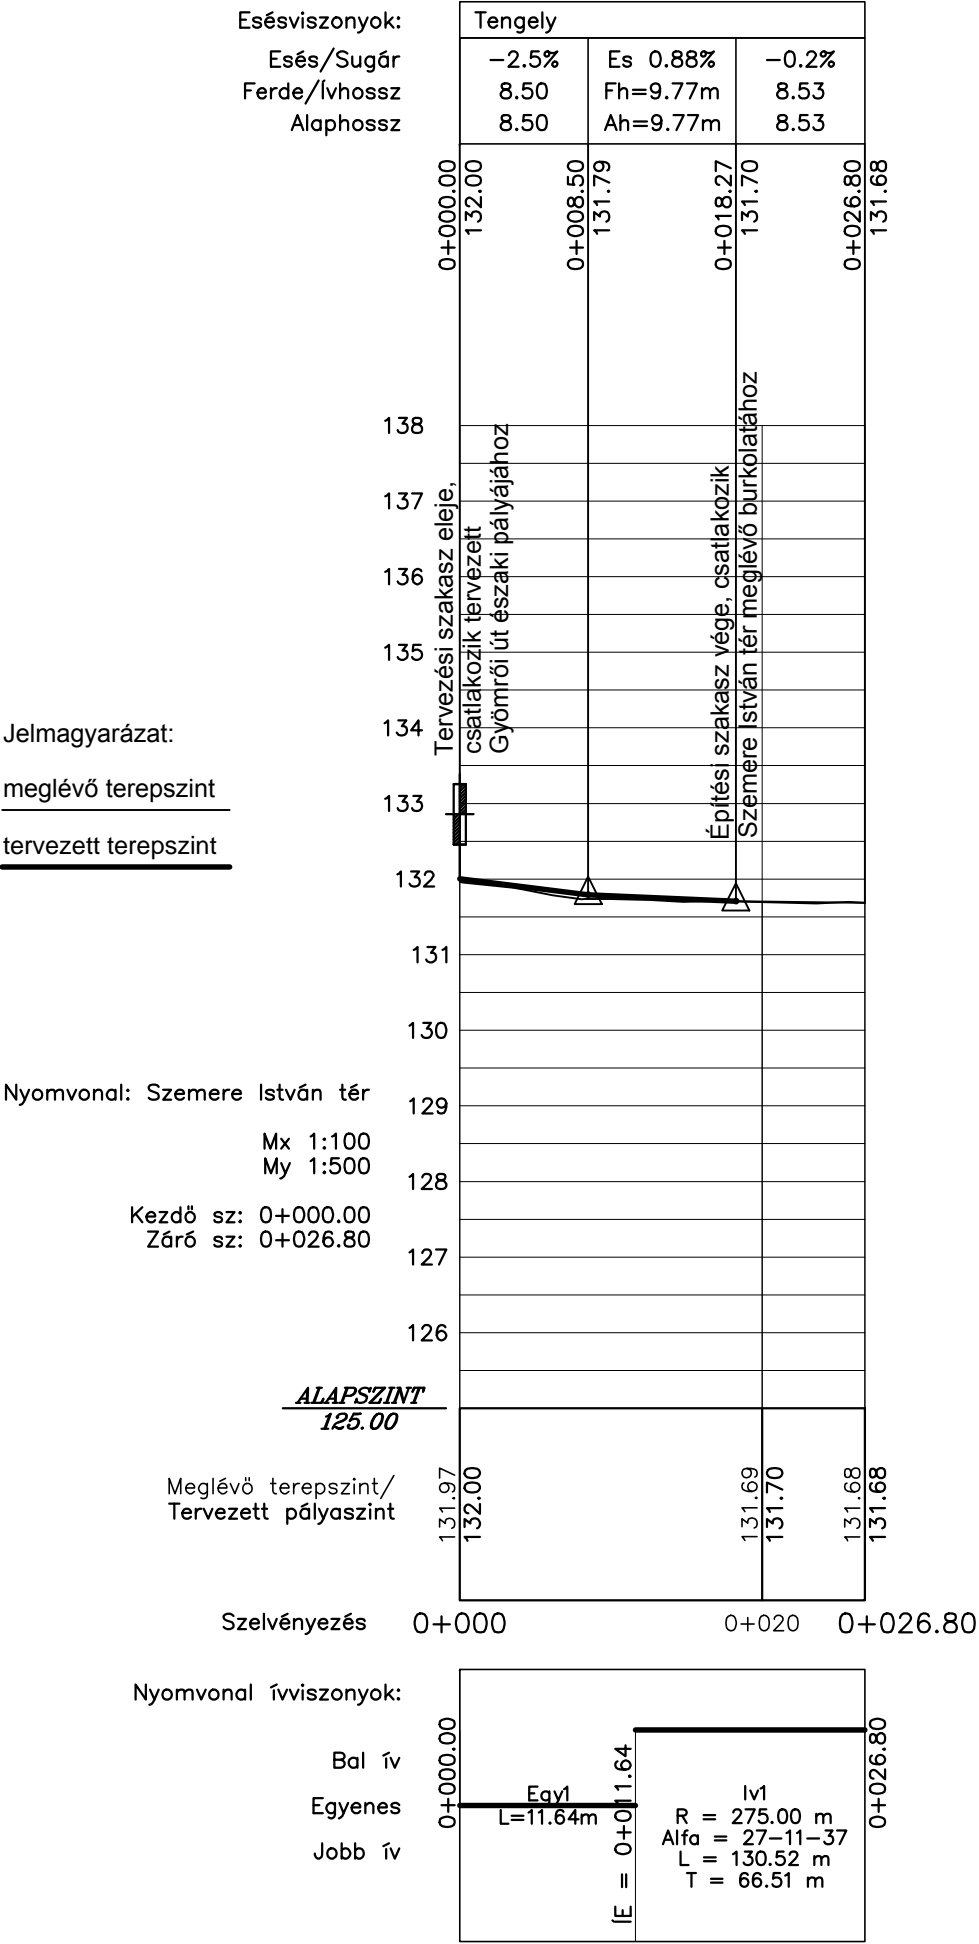 Esésviszonyok: Tengely
Esés/Sugár -2.5% Es 0.88% -0.2%
Ferde/Ívhossz 8.50 Fh=9.77m 8.53
Alaphossz 8.50 Ah=9.77m 8.53
0+000.00
132.00
0+008.50
131.79
0+018.27
131.70
0+026.80
131.68
Tervezési szakasz eleje,
csatlakozik tervezett
Gyömrői út északi pályájához
Építési szakasz vége, csatlakozik
Szemere István tér meglévő burkolatához
138
137
136
135
134
133
132
131
130
129
128
127
126
Jelmagyarázat:
meglévő terepszint
tervezett terepszint
Nyomvonal: Szemere István tér
Mx 1:100
My 1:500
Kezdő sz: 0+000.00
Záró sz: 0+026.80
ALAPSZINT
125.00
Meglévő terepszint/
Tervezett pályaszint
131.97
132.00
131.69
131.70
131.68
131.68
Szelvényezés 0+000 0+020 0+026.80
Nyomvonal ívviszonyok:
Bal ív
Egyenes
Jobb ív
0+000.00
Egy1
L=11.64m
ÍE = 0+011.64
Iv1
R = 275.00 m
Alfa = 27-11-37
L = 130.52 m
T = 66.51 m
0+026.80